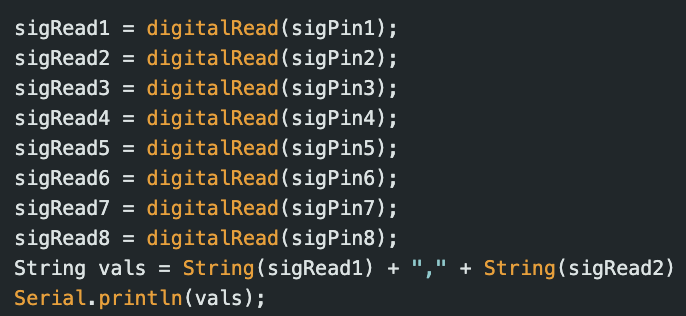 sigRead1 = digitalRead(sigPin1);
sigRead2 = digitalRead(sigPin2);
sigRead3 = digitalRead(sigPin3);
sigRead4 = digitalRead(sigPin4);
sigRead5 = digitalRead(sigPin5);
sigRead6 = digitalRead(sigPin6);
sigRead7 = digitalRead(sigPin7);
sigRead8 = digitalRead(sigPin8);
String vals = String(sigRead1) + "," + String(sigRead2)
Serial.println(vals);